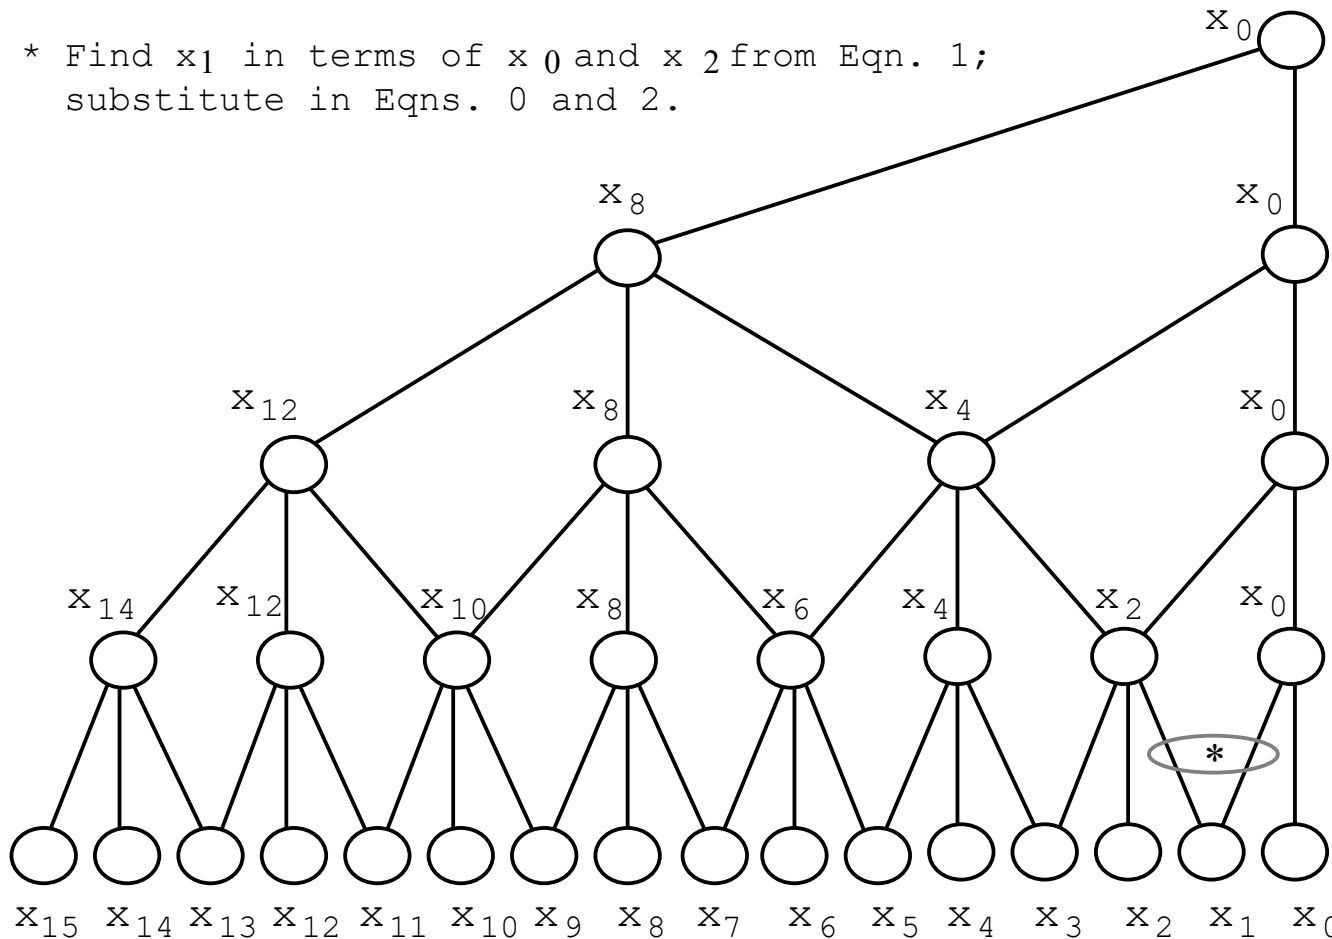 x0
* Find x1 in terms of x0 and x2 from Eqn. 1;
substitute in Eqns. 0 and 2.
x8 x0
x12 x8 x4 x0
x14 x12 x10 x8 x6 x4 x2 x0
*
x15 x14 x13 x12 x11 x10 x9 x8 x7 x6 x5 x4 x3 x2 x1 x0